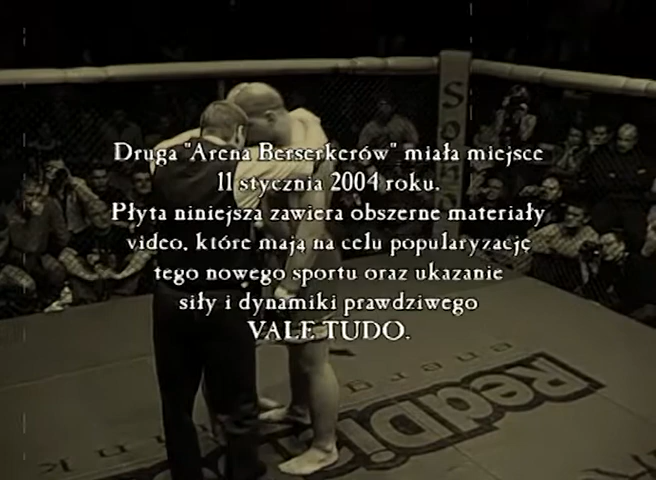 Druga "Arena Berserkerów" miała miejsce
11 stycznia 2004 roku.
Płyta niniejsza zawiera obszerne materiały
video, które mają na celu popularyzację
tego nowego sportu oraz ukazanie
siły i dynamiki prawdziwego
VALE TUDO.